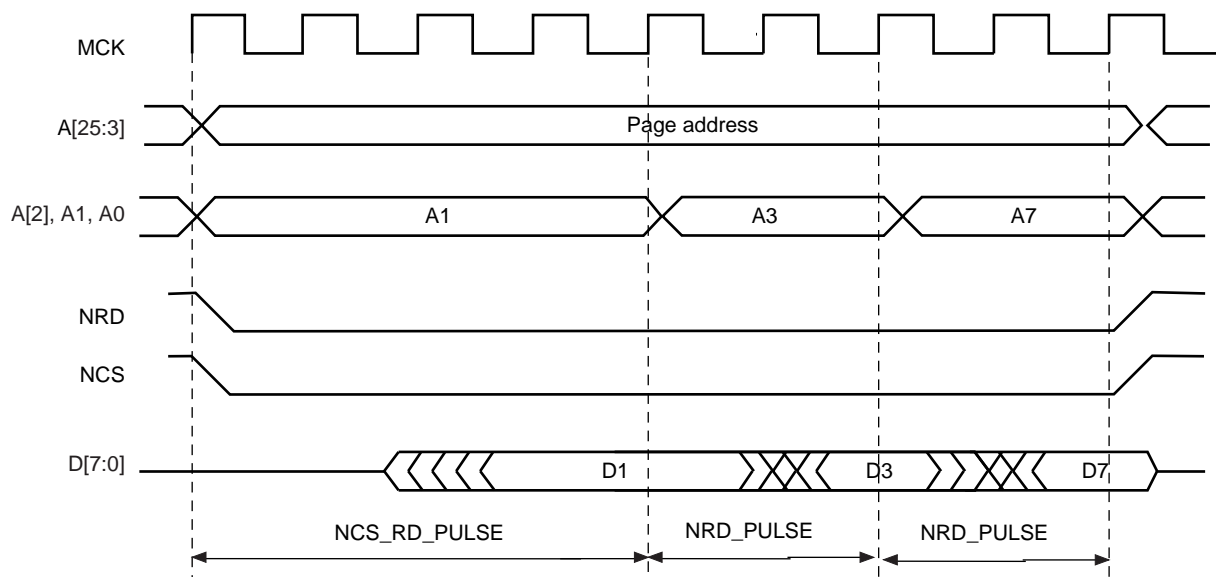 MCK
A[25:3]
Page address
A[2], A1, A0
A1
A3
A7
NRD
NCS
D[7:0]
D1
D3
D7
NCS_RD_PULSE
NRD_PULSE
NRD_PULSE